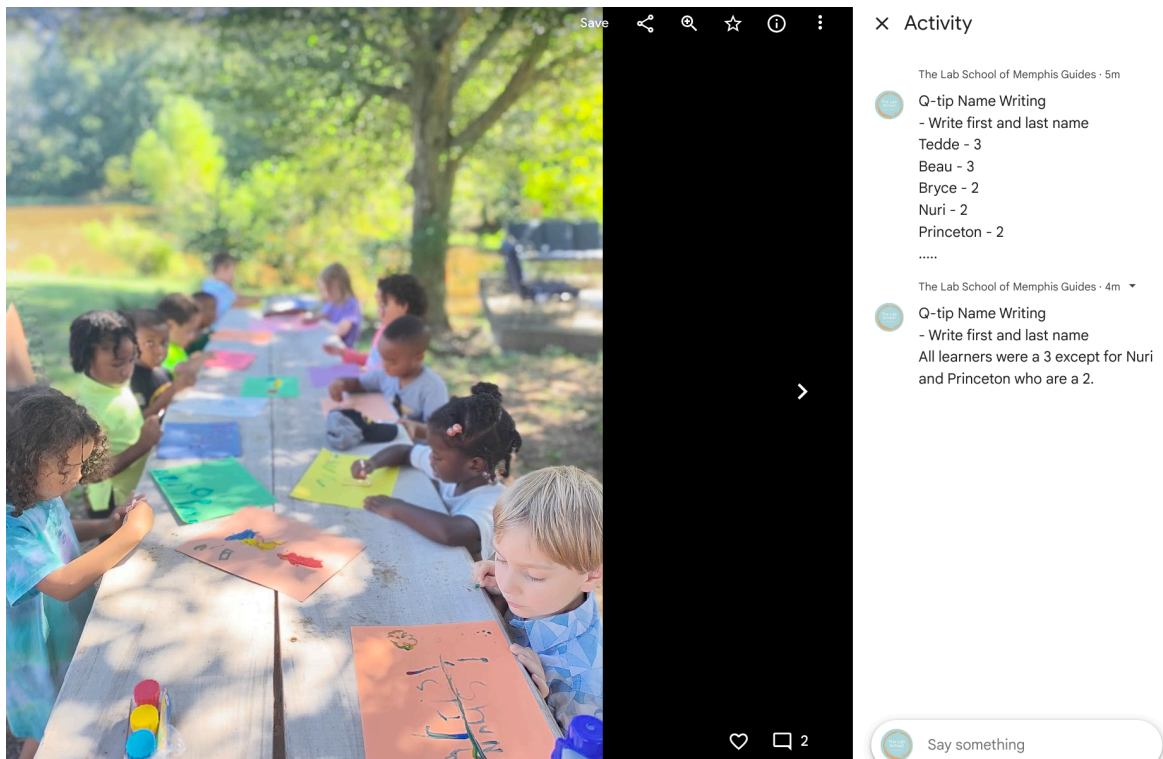 Save
Activity
The Lab School of Memphis Guides · 5m
Q-tip Name Writing
- Write first and last name
Tedde - 3
Beau - 3
Bryce - 2
Nuri - 2
Princeton - 2
.....
The Lab School of Memphis Guides · 4m
Q-tip Name Writing
- Write first and last name
All learners were a 3 except for Nuri
and Princeton who are a 2.
2
Say something